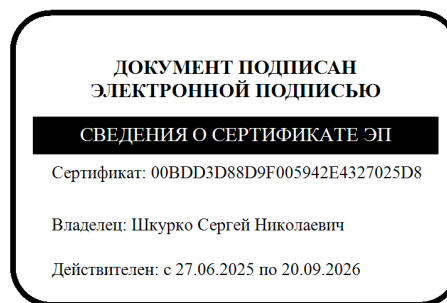 ДОКУМЕНТ ПОДПИСАН
ЭЛЕКТРОННОЙ ПОДПИСЬЮ
СВЕДЕНИЯ О СЕРТИФИКАТЕ ЭП
Сертификат: 00BDD3D88D9F005942E4327025D8
Владелец: Шкурко Сергей Николаевич
Действителен: с 27.06.2025 по 20.09.2026